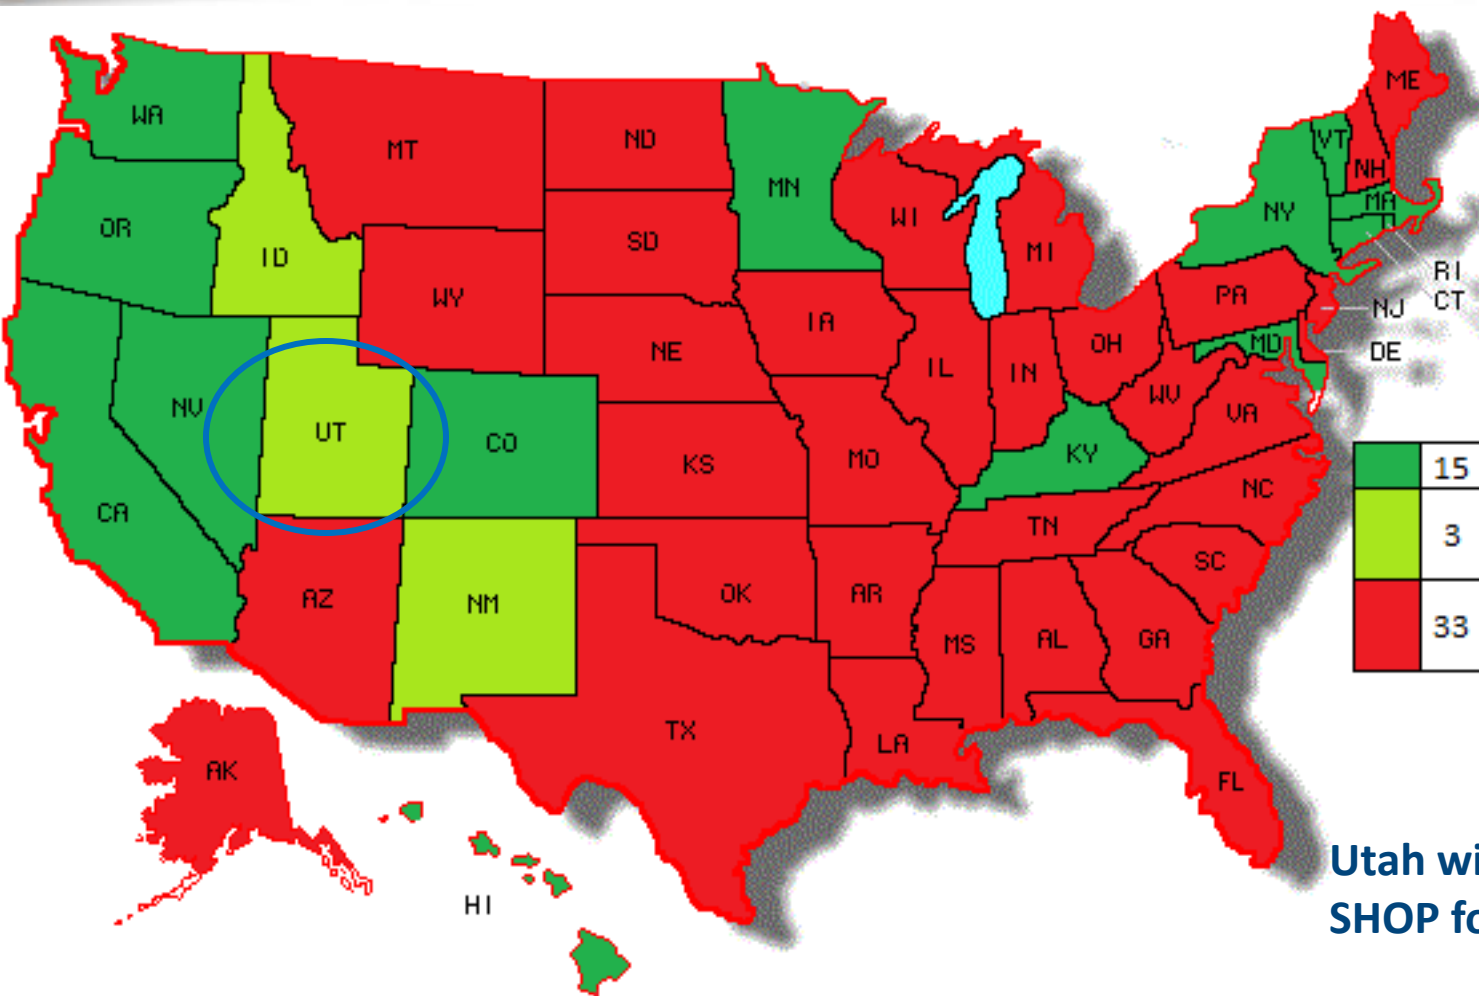 ME
WA
MT
ND
VT
NH
MN
MA
OR
WI
NY
ID
SD
MI
RI
WY
PA
CT
NJ
IA
NE
OH
MD
DE
IL
IN
WV
NV
UT
CO
VA
KS
MO
KY
15
NC
CA
TN
3
SC
AZ
NM
OK
AR
MS
AL
GA
33
TX
LA
AK
FL
Utah wi
HI
SHOP fo